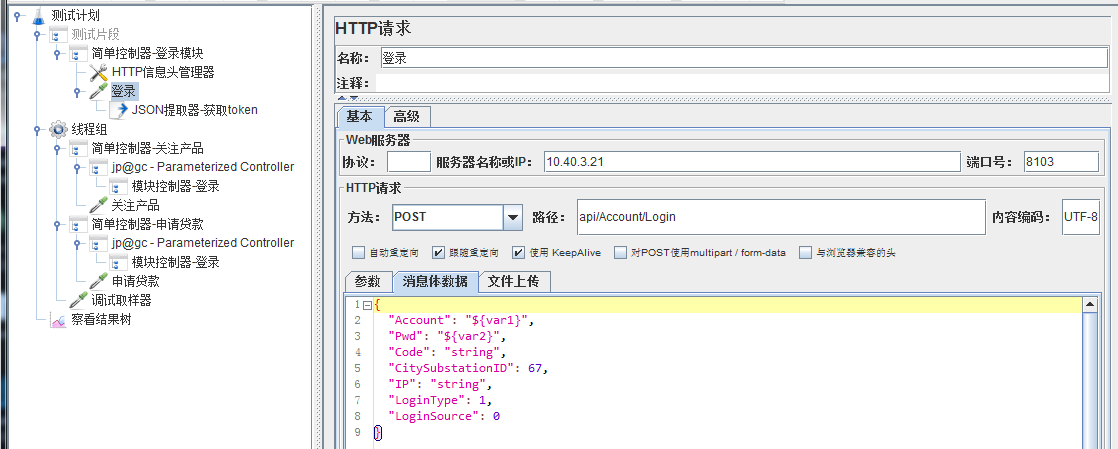 测试计划
测试片段
简单控制器-登录模块
HTTP信息头管理器
登录
JSON提取器-获取token
线程组
简单控制器-关注产品
jp@gc - Parameterized Controller
模块控制器-登录
关注产品
简单控制器-申请贷款
jp@gc - Parameterized Controller
模块控制器-登录
申请贷款
调试取样器
察看结果树
HTTP请求
名称： 登录
注释：
基本 高级
Web服务器
协议： 服务器名称或IP： 10.40.3.21 端口号： 8103
HTTP请求
方法： POST 路径： api/Account/Login 内容编码： UTF-8
自动重定向 跟随重定向 使用 KeepAlive 对POST使用multipart / form-data 与浏览器兼容的头
参数 消息体数据 文件上传
1 {
2 "Account": "${var1}",
3 "Pwd": "${var2}",
4 "Code": "string",
5 "CitySubstationID": 67,
6 "IP": "string",
7 "LoginType": 1,
8 "LoginSource": 0
9 }